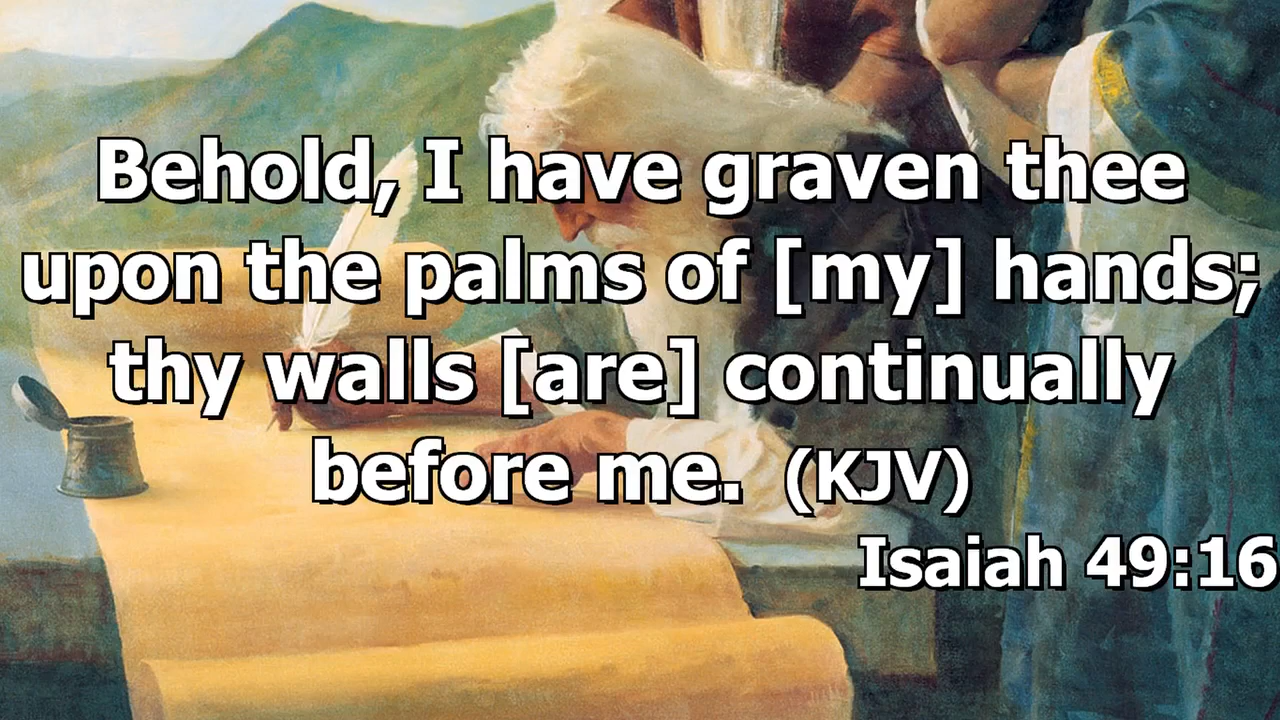 Behold, I have graven thee
upon the palms of [my] hands;
thy walls [are] continually
before me. (KJV)
Isaiah 49:16